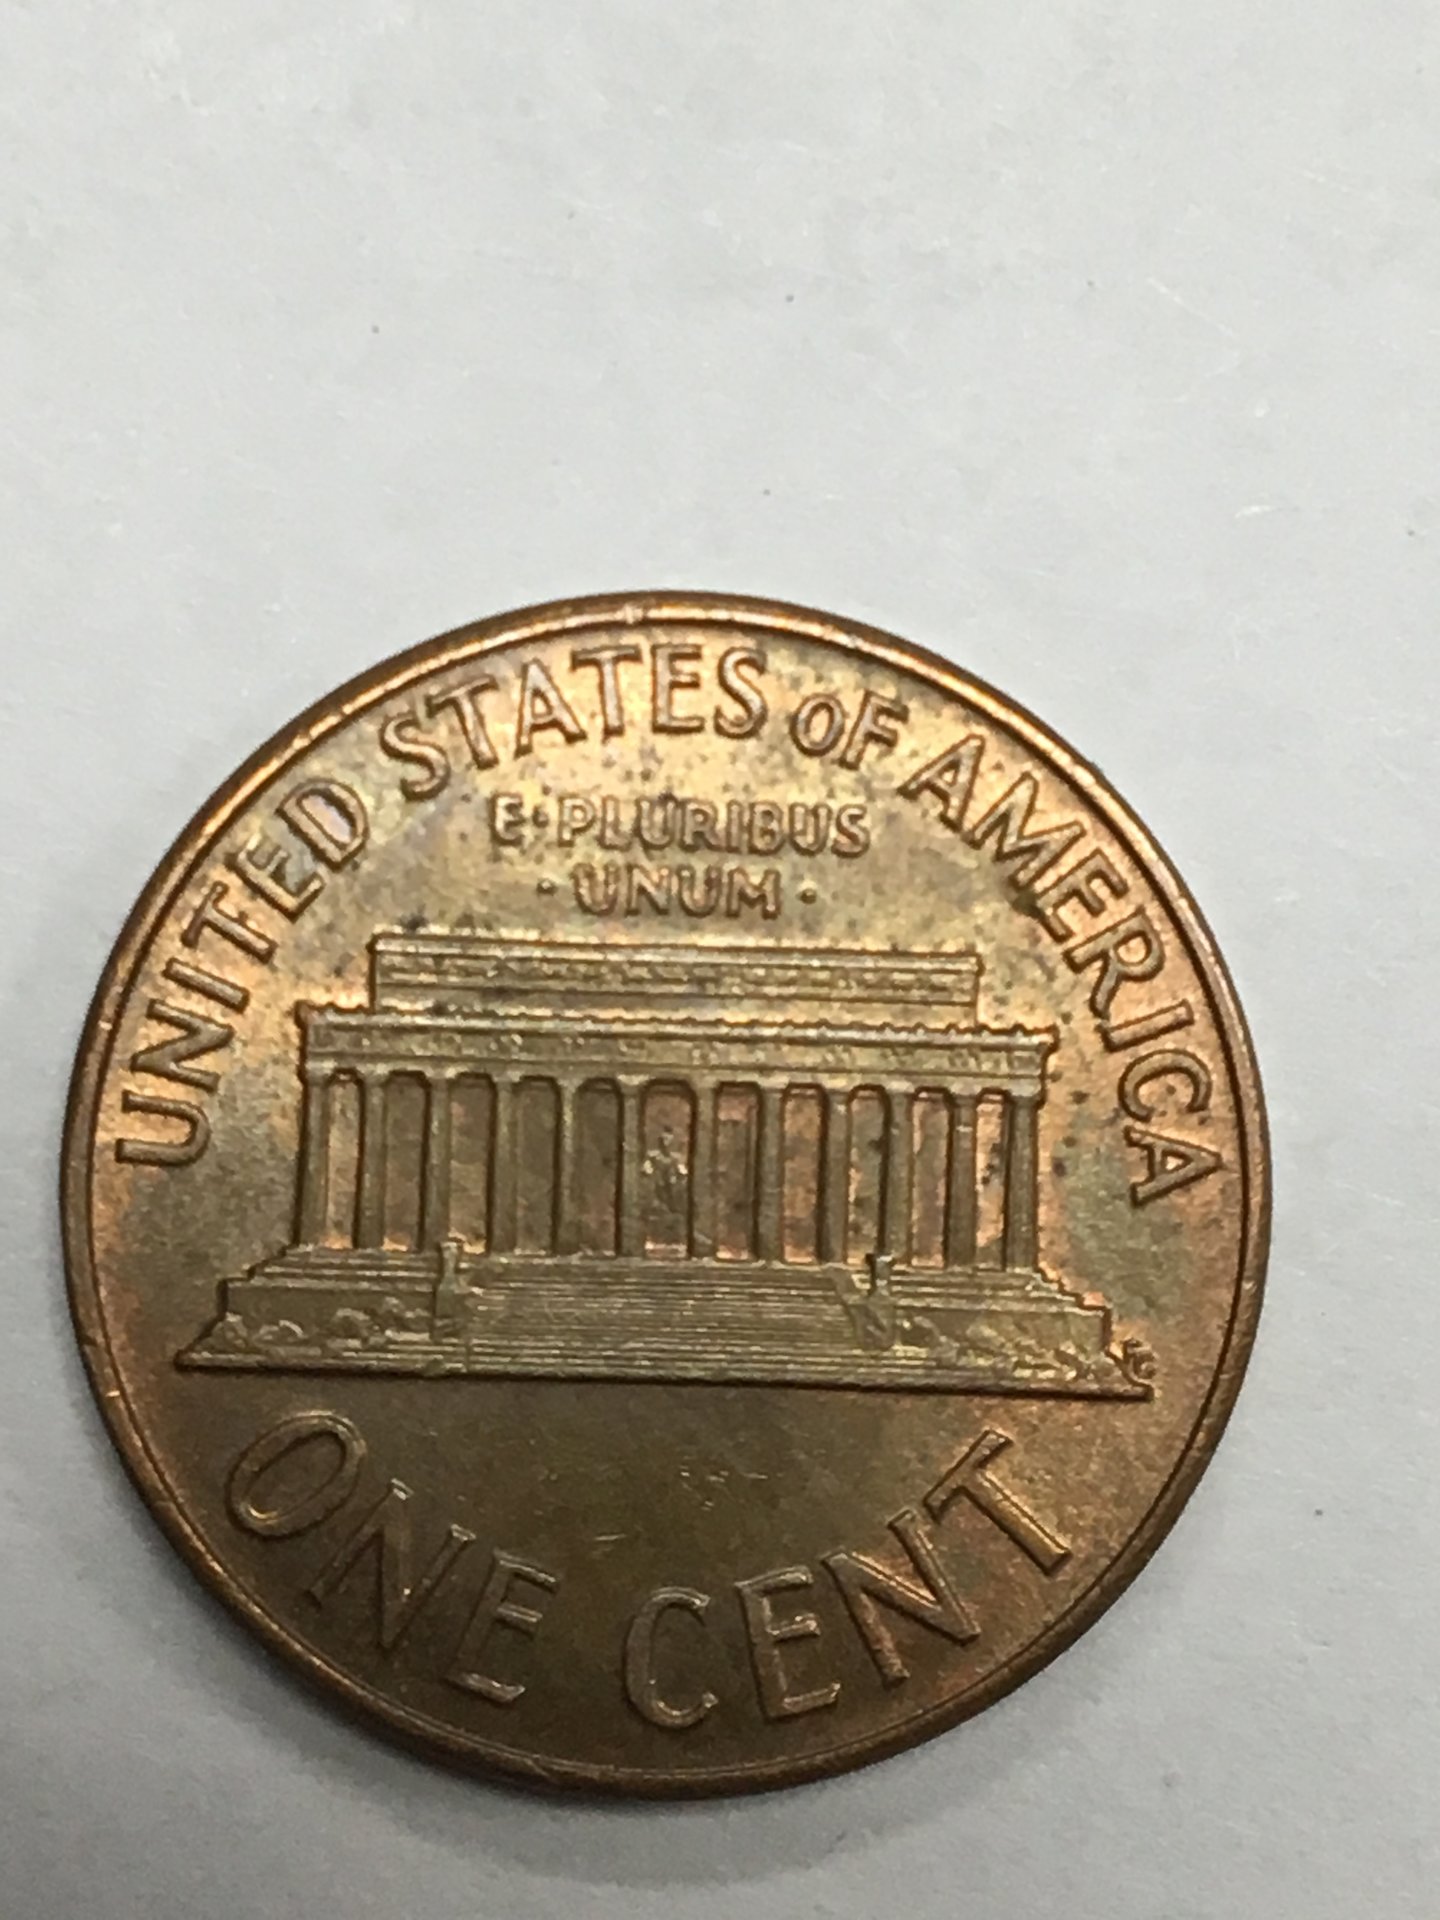 UNITED STATES OF AMERICA
E·PLURIBUS
·UNUM·
ONE CENT